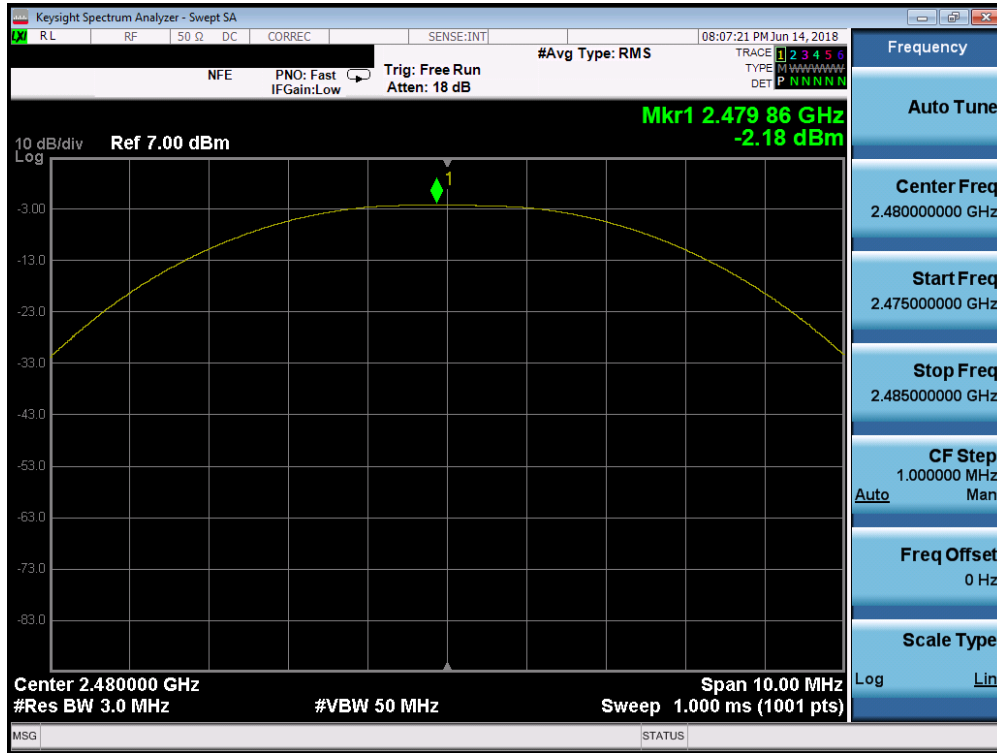 Keysight Spectrum Analyzer - Swept SA
LXI RL RF 50 Ω DC CORREC SENSE:INT 08:07:21 PM Jun 14, 2018
Frequency
#Avg Type: RMS
TRACE 1 2 3 4 5 6
TYPE M W W W W W
DET P N N N N N
NFE
PNO: Fast
IFGain:Low
Trig: Free Run
Atten: 18 dB
Auto Tune
Mkr1 2.479 86 GHz
-2.18 dBm
10 dB/div
Log
Ref 7.00 dBm
1
-3.00
-13.0
-23.0
-33.0
-43.0
-53.0
-63.0
-73.0
-83.0
Center Freq
2.480000000 GHz
Start Freq
2.475000000 GHz
Stop Freq
2.485000000 GHz
CF Step
1.000000 MHz
Auto Man
Freq Offset
0 Hz
Scale Type
Log Lin
Center 2.480000 GHz
Span 10.00 MHz
#Res BW 3.0 MHz
#VBW 50 MHz
Sweep 1.000 ms (1001 pts)
MSG
STATUS